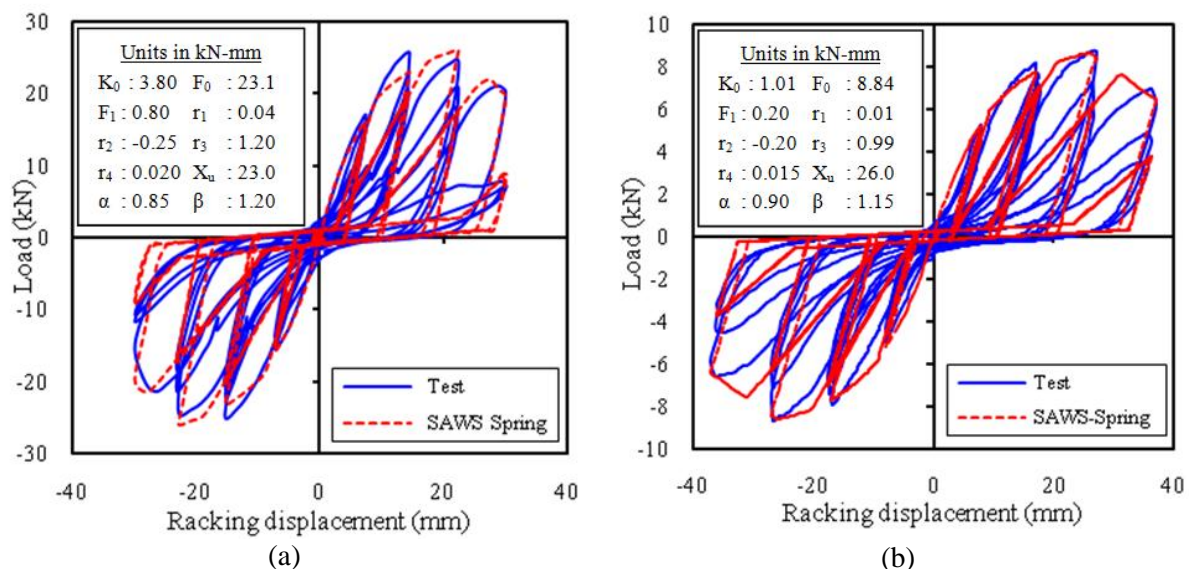 30
20
10
0
-10
-20
-30
Load (kN)
Units in kN-mm
K₀ : 3.80 F₀ : 23.1
F₁ : 0.80 r₁ : 0.04
r₂ : -0.25 r₃ : 1.20
r₄ : 0.020 Xᵤ : 23.0
α : 0.85 β : 1.20
Test
SAWS Spring
-40 -20 0 20 40
Racking displacement (mm)
(a)
10
8
6
4
2
0
-2
-4
-6
-8
-10
Load (kN)
Units in kN-mm
K₀ : 1.01 F₀ : 8.84
F₁ : 0.20 r₁ : 0.01
r₂ : -0.20 r₃ : 0.99
r₄ : 0.015 Xᵤ : 26.0
α : 0.90 β : 1.15
Test
SAWS-Spring
-40 -20 0 20 40
Racking displacement (mm)
(b)